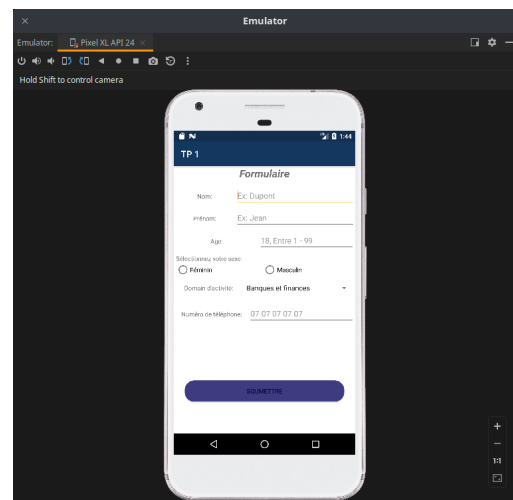 Emulator
Emulator: Pixel XL API 24
Hold Shift to control camera
1:44
TP 1
Formulaire
Nom: Ex: Dupont
Prénom: Ex: Jean
Age: 18, Entre 1 - 99
Sélectionnez votre sexe:
Féminin Masculin
Domain d'activité: Banques et finances
Numéro de téléphone: 07 07 07 07 07
SOUMETTRE
1:1